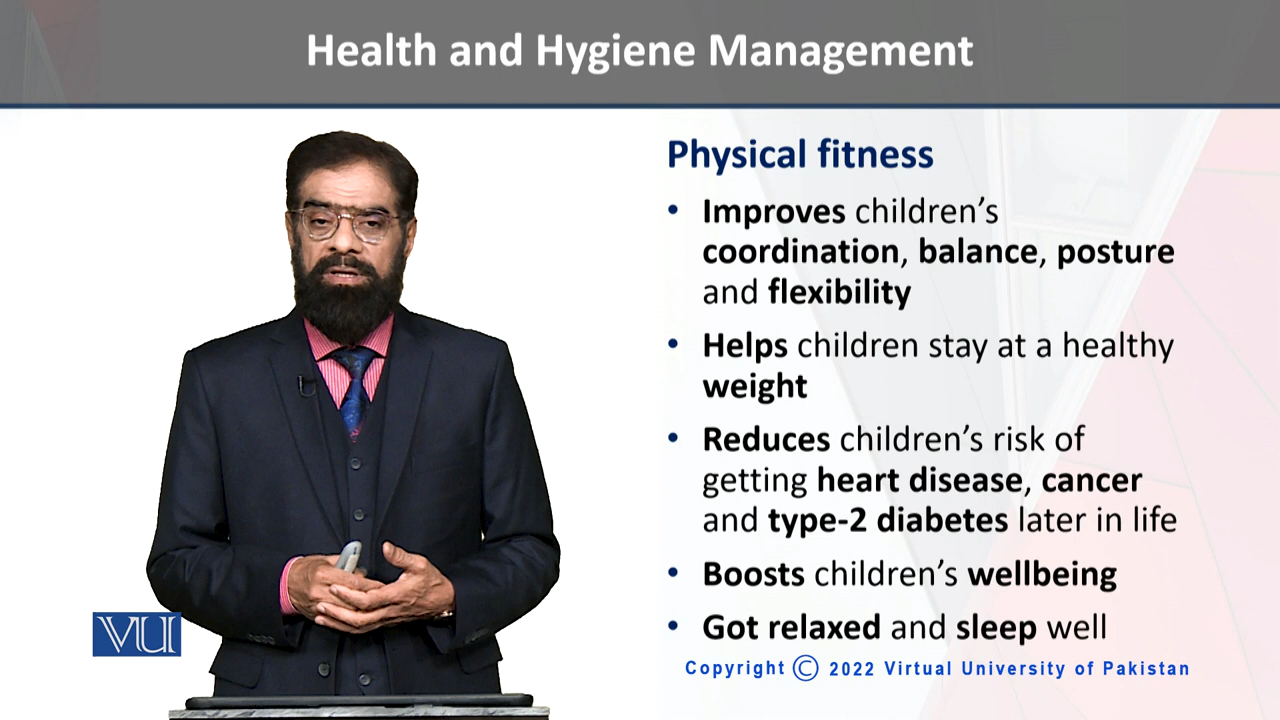 Health and Hygiene Management
Physical fitness
• Improves children’s
coordination, balance, posture
and flexibility
• Helps children stay at a healthy
weight
• Reduces children’s risk of
getting heart disease, cancer
and type-2 diabetes later in life
• Boosts children’s wellbeing
• Got relaxed and sleep well
VU
Copyright © 2022 Virtual University of Pakistan